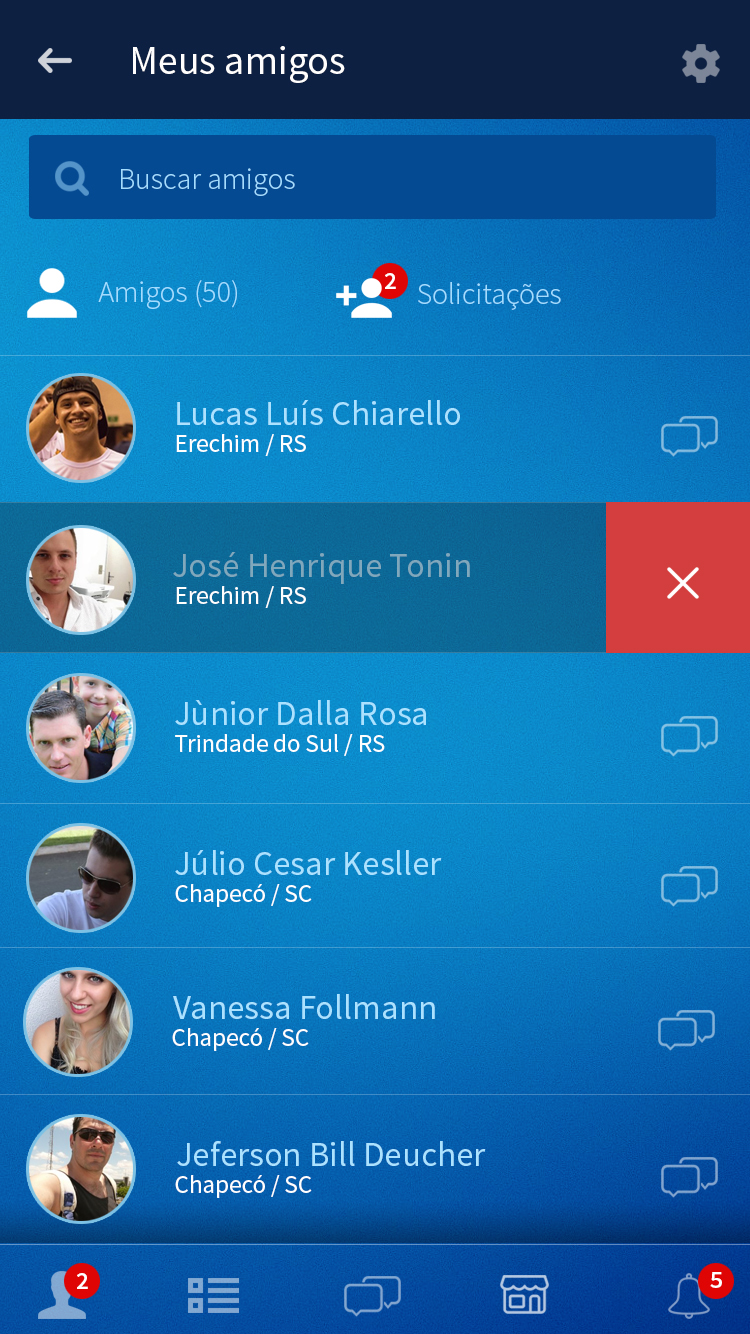 Meus amigos
Buscar amigos
Amigos (50)
2
Solicitações
Lucas Luís Chiarello
Erechim / RS
José Henrique Tonin
Erechim / RS
Jùnior Dalla Rosa
Trindade do Sul / RS
Júlio Cesar Kesller
Chapecó / SC
Vanessa Follmann
Chapecó / SC
Jeferson Bill Deucher
Chapecó / SC
2
5